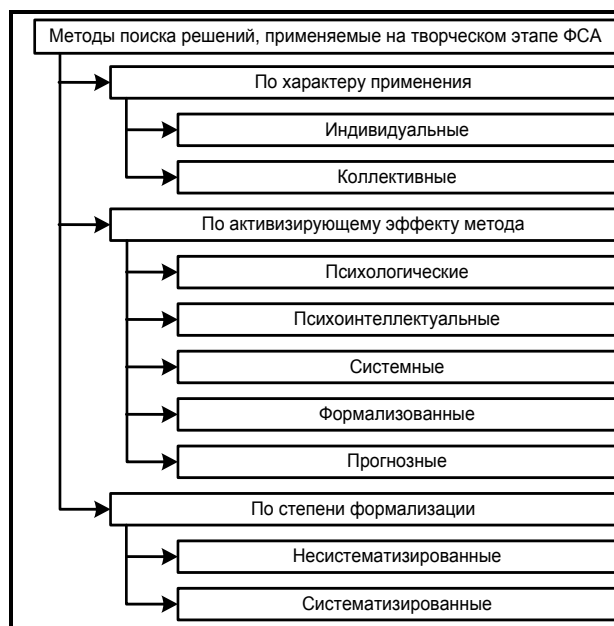 Методы поиска решений, применяемые на творческом этапе ФСА
По характеру применения
Индивидуальные
Коллективные
По активизирующему эффекту метода
Психологические
Психоинтеллектуальные
Системные
Формализованные
Прогнозные
По степени формализации
Несистематизированные
Систематизированные